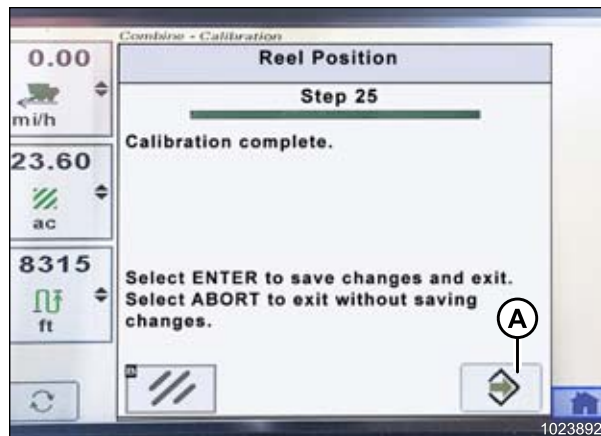 Combine - Calibration
0.00
mi/h
23.60
ac
8315
ft
Reel Position
Step 25
Calibration complete.
Select ENTER to save changes and exit.
Select ABORT to exit without saving
changes.
A
1023892